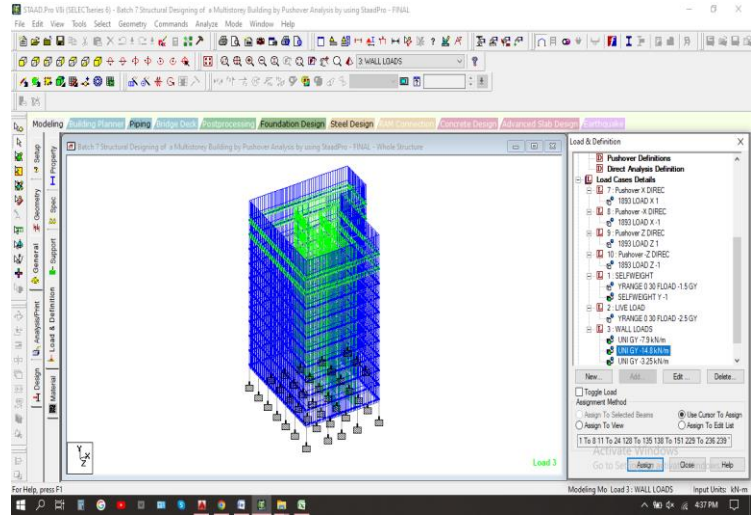 STAAD.Pro V8i (SELECTseries 6) - Batch 7 Structural Designing of a Multistorey Building by Pushover Analysis by using SteadPro - FINAL
File Edit View Tools Select Geometry Commands Analyze Mode Window Help
3: WALL LOADS
Modeling Building Planner Piping Bridge Deck Postprocessing Foundation Design Steel Design RAM Connection Concrete Design Advanced Slab Design Earthquake
Batch 7 Structural Designing of a Multistorey Building by Pushover Analysis by using SteadPro - FINAL - Whole Structure
Setup
Geometry
General
Analysis/Print
Design
Property
Spec
Support
Load & Definition
Material
Y
X
Z
Load 3
Load & Definition
Pushover Definitions
Direct Analysis Definition
Load Cases Details
7 : Pushover X DIREC
1893 LOAD X 1
8 : Pushover -X DIREC
1893 LOAD X -1
9 : Pushover Z DIREC
1893 LOAD Z 1
10 : Pushover -Z DIREC
1893 LOAD Z -1
1 : SELFWEIGHT
YRANGE 0 30 FLOAD -1.5 GY
SELFWEIGHT Y -1
2 : LIVE LOAD
YRANGE 0 30 FLOAD -2.5 GY
3 : WALL LOADS
UNI GY -7.9 kN/m
UNI GY -14.8 kN/m
UNI GY -3.25 kN/m
New... Add... Edit ... Delete...
Toggle Load
Assignment Method
Assign To Selected Beams Use Cursor To Assign
Assign To View Assign To Edit List
1 To 8 11 To 24 128 To 135 138 To 151 229 To 236 239
Activate Windows
Assign Close Help
For Help, press F1
Modeling Mo Load 3 : WALL LOADS Input Units: kN-m
4:37 PM